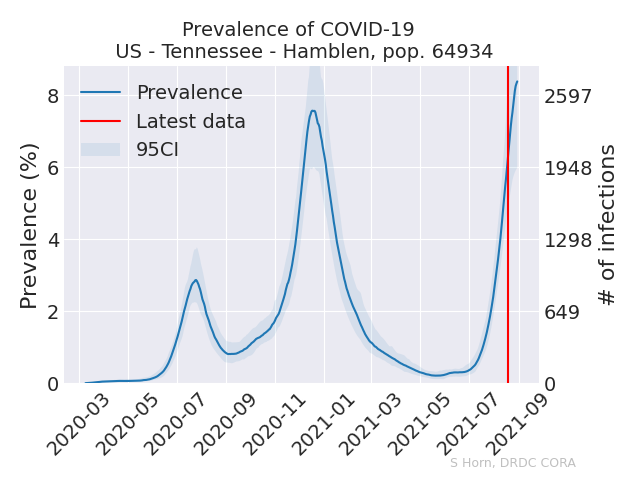 Prevalence of COVID-19
US - Tennessee - Hamblen, pop. 64934
Prevalence
Latest data
95CI
Prevalence (%)
8
6
4
2
0
2597
1948
1298
649
0
# of infections
2020-03
2020-05
2020-07
2020-09
2020-11
2021-01
2021-03
2021-05
2021-07
2021-09
S Horn, DRDC CORA